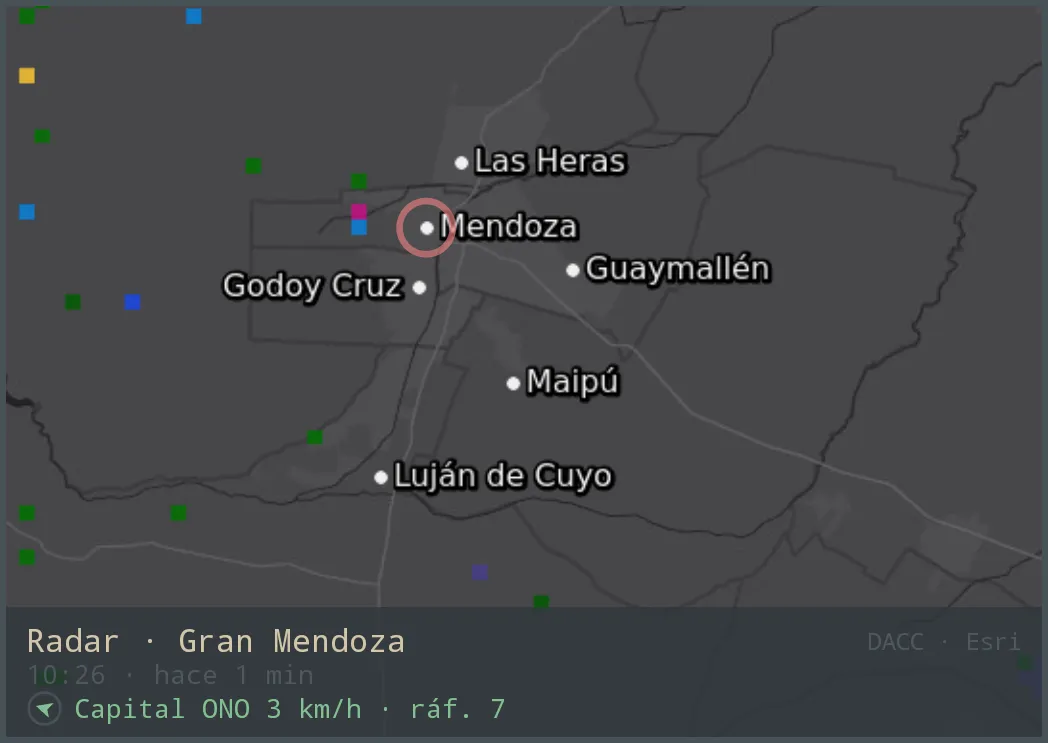 Las Heras
Mendoza
Guaymallén
Godoy Cruz
Maipú
Luján de Cuyo
Radar · Gran Mendoza
DACC · Esri
10:26 · hace 1 min
Capital ONO 3 km/h · ráf. 7